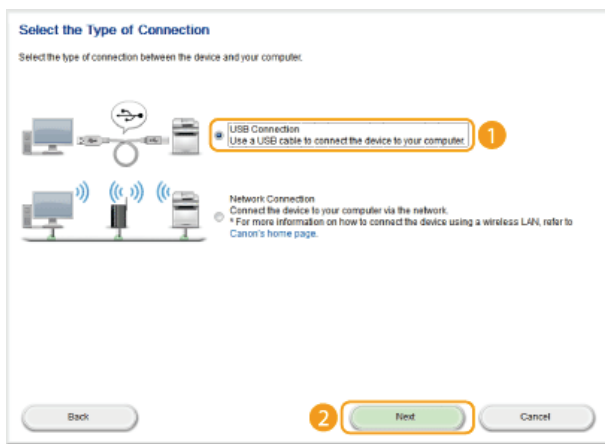 Select the Type of Connection
Select the type of connection between the device and your computer.
USB Connection
Use a USB cable to connect the device to your computer.
1
Network Connection
Connect the device to your computer via the network.
* For more information on how to connect the device using a wireless LAN, refer to
Canon's home page.
Back
2
Next
Cancel